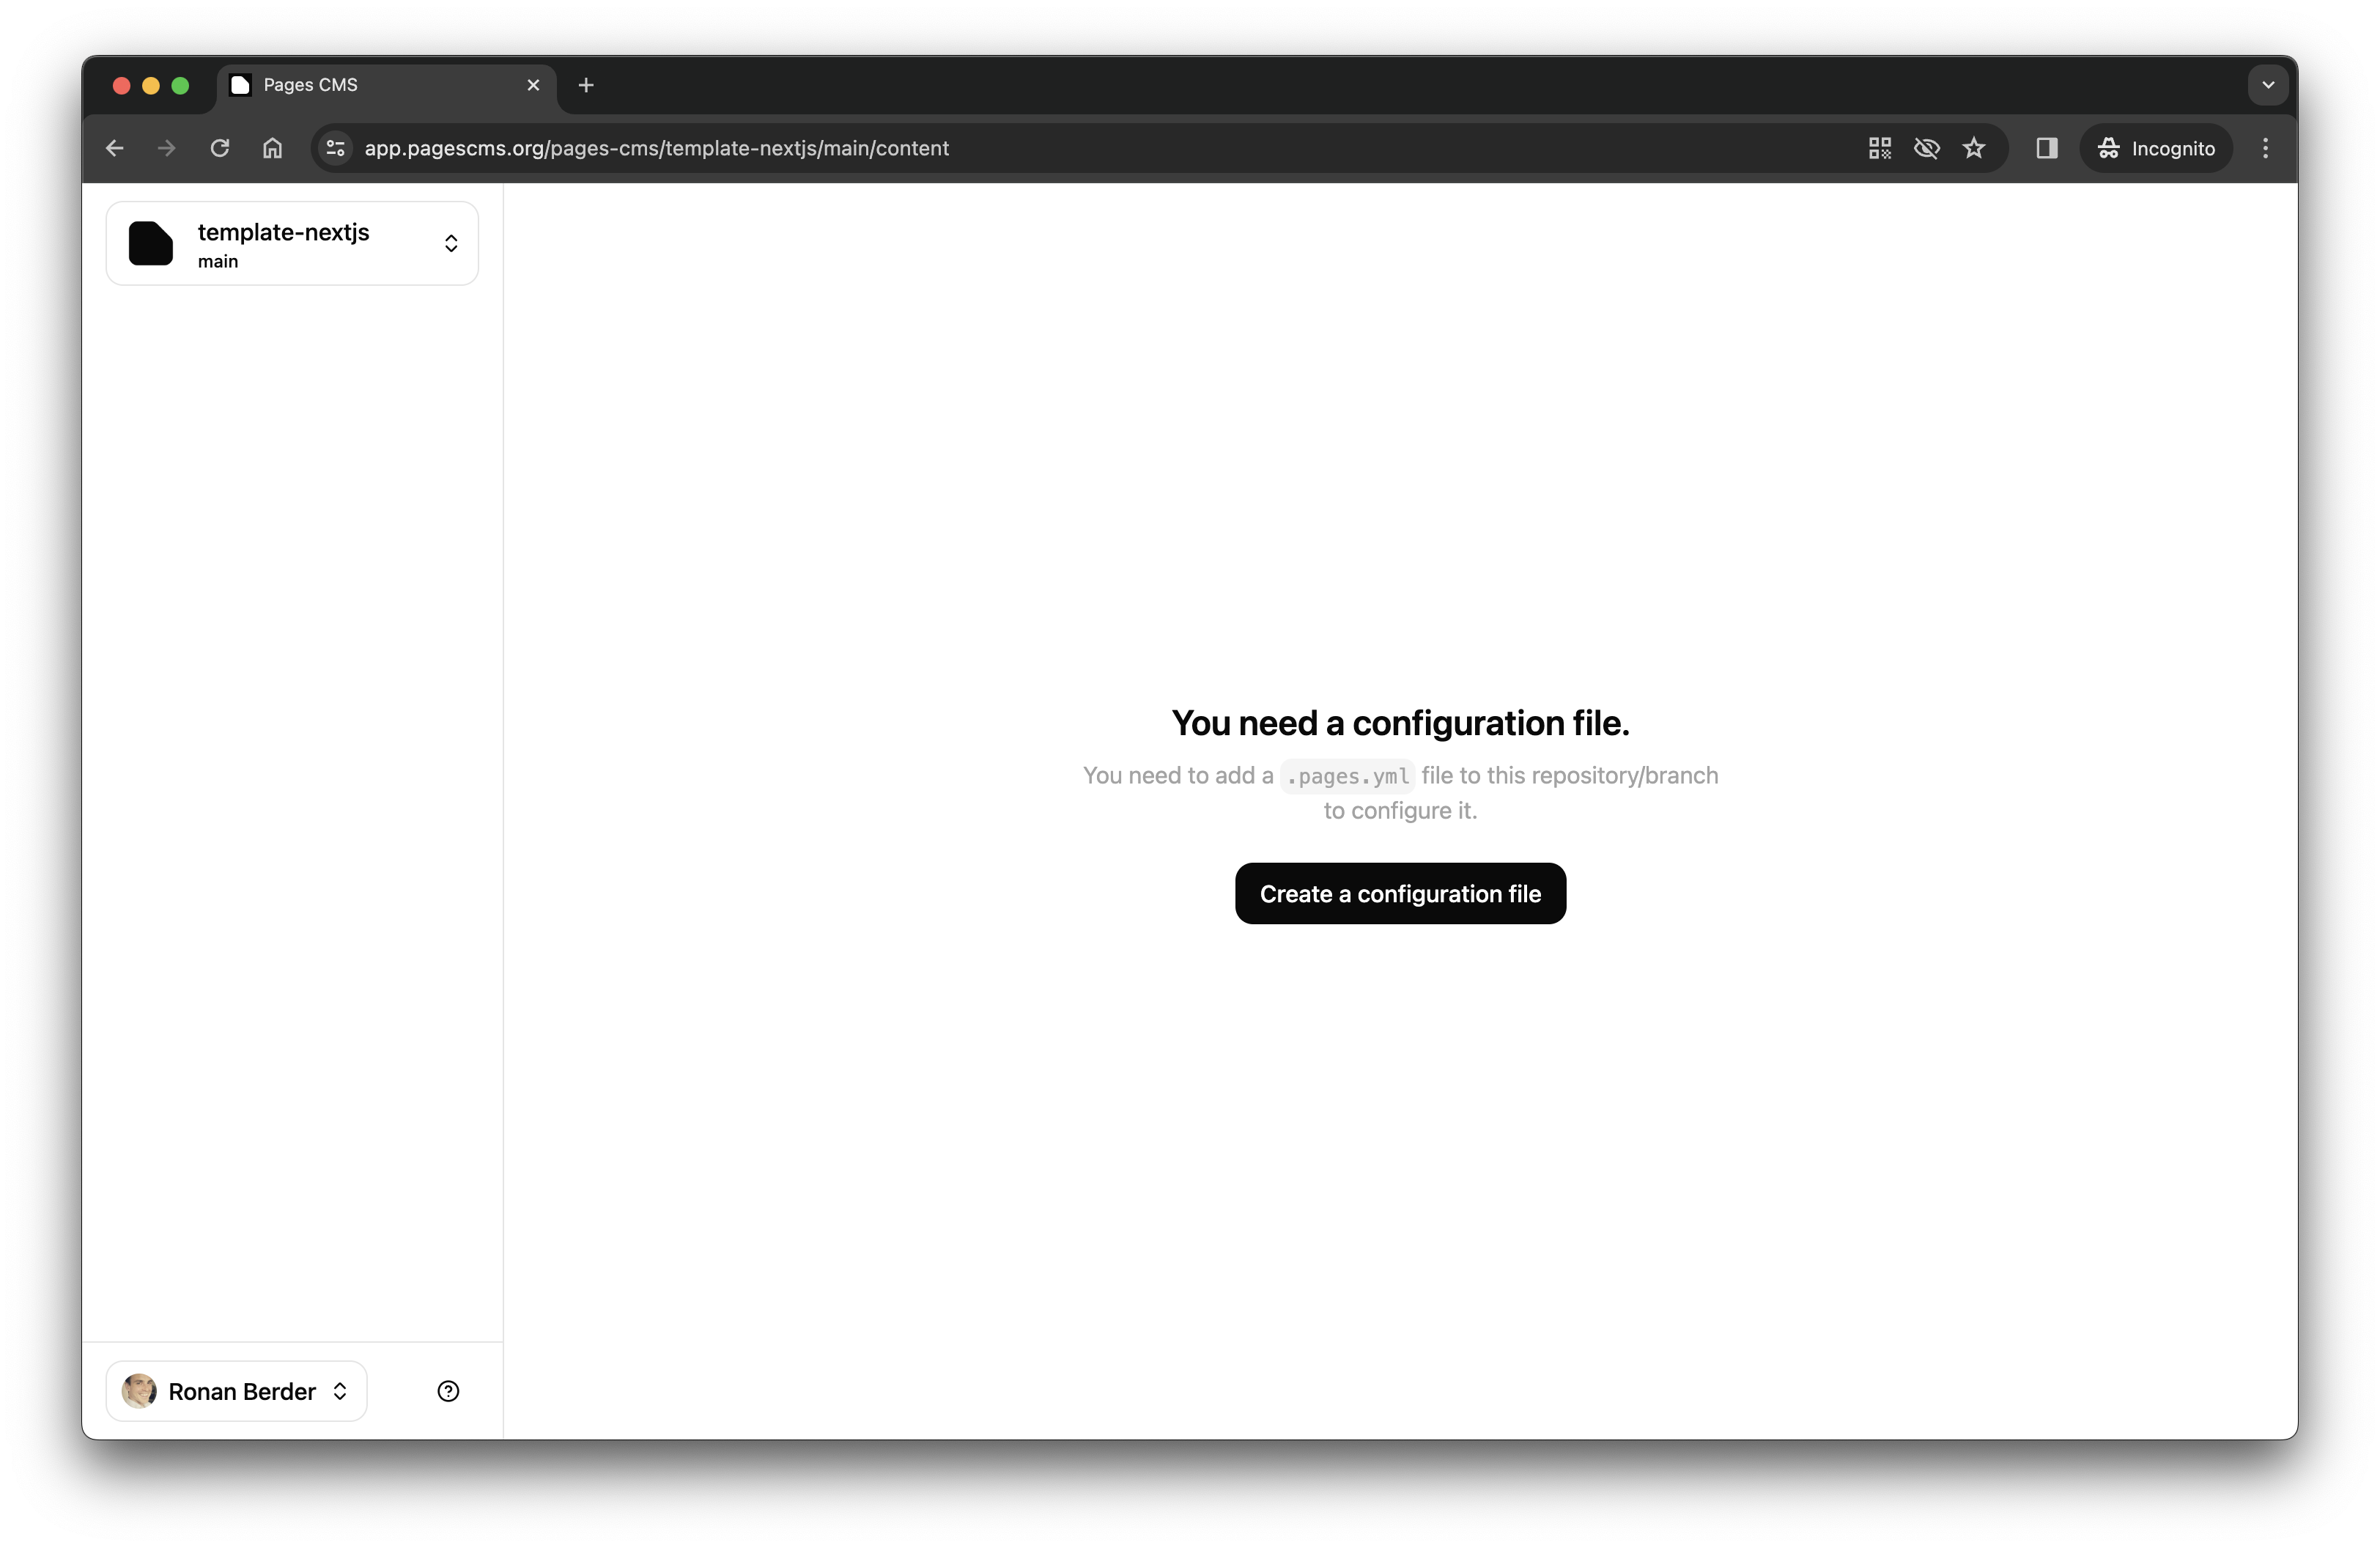 Pages CMS
app.pagescms.org/pages-cms/template-nextjs/main/content
Incognito
template-nextjs
main
You need a configuration file.
You need to add a .pages.yml file to this repository/branch
to configure it.
Create a configuration file
Ronan Berder